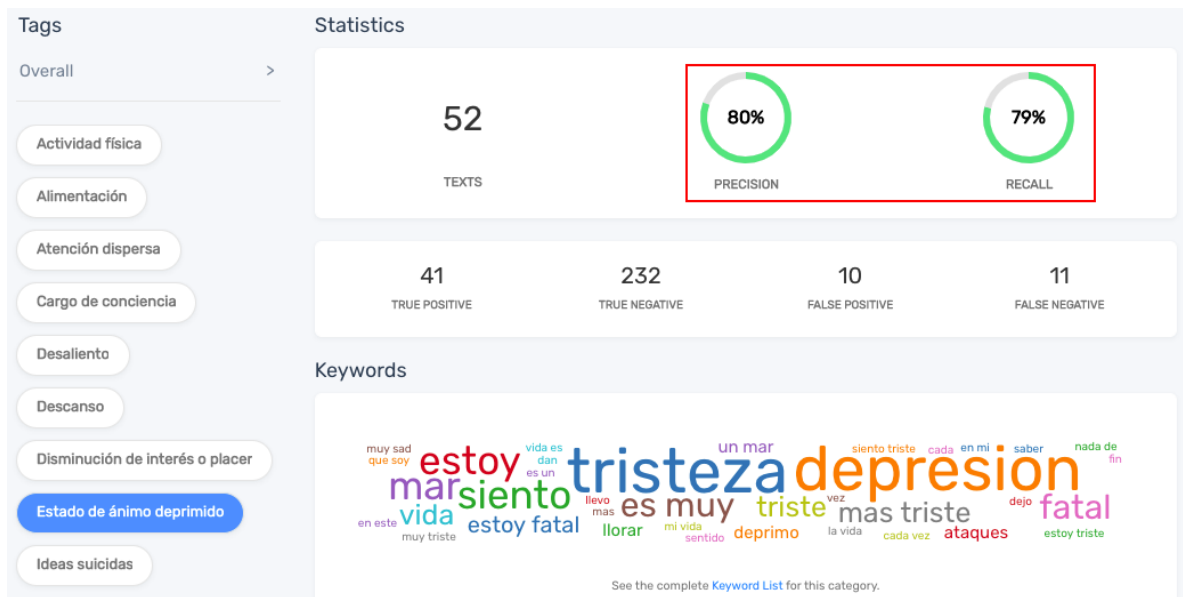 Tags
Overall >
Actividad física
Alimentación
Atención dispersa
Cargo de conciencia
Desaliento
Descanso
Disminución de interés o placer
Estado de ánimo deprimido
Ideas suicidas
Statistics
52
TEXTS
80%
PRECISION
79%
RECALL
41
TRUE POSITIVE
232
TRUE NEGATIVE
10
FALSE POSITIVE
11
FALSE NEGATIVE
Keywords
muy sad
que soy
estoy
vida es
dan
es un
tristeza
un mar
depresion
siento triste
cada
en mi
saber
nada de
fin
mar
siento
llevo
mas
es muy
triste
vez
mas triste
dejo
fatal
en este
vida
muy triste
estoy fatal
llorar
mi vida
sentido
deprimo
la vida
cada vez
ataques
estoy triste
See the complete Keyword List for this category.